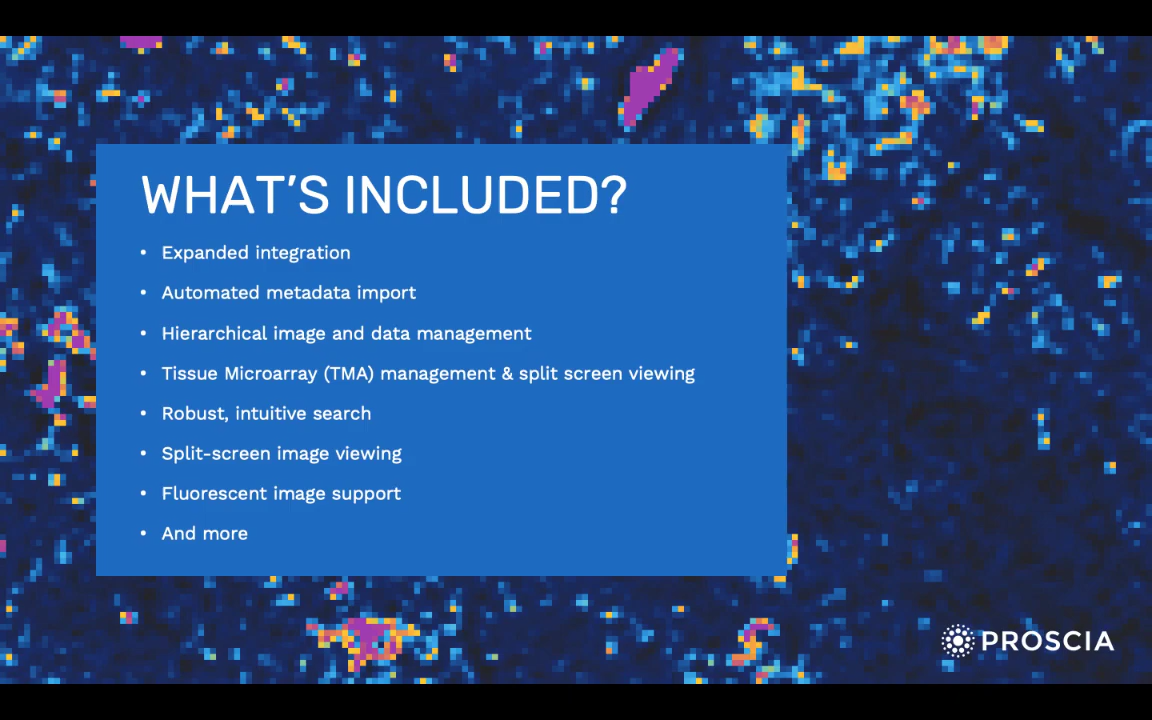 WHAT'S INCLUDED?
• Expanded integration
• Automated metadata import
• Hierarchical image and data management
• Tissue Microarray (TMA) management & split screen viewing
• Robust, intuitive search
• Split-screen image viewing
• Fluorescent image support
• And more
PROSCIA